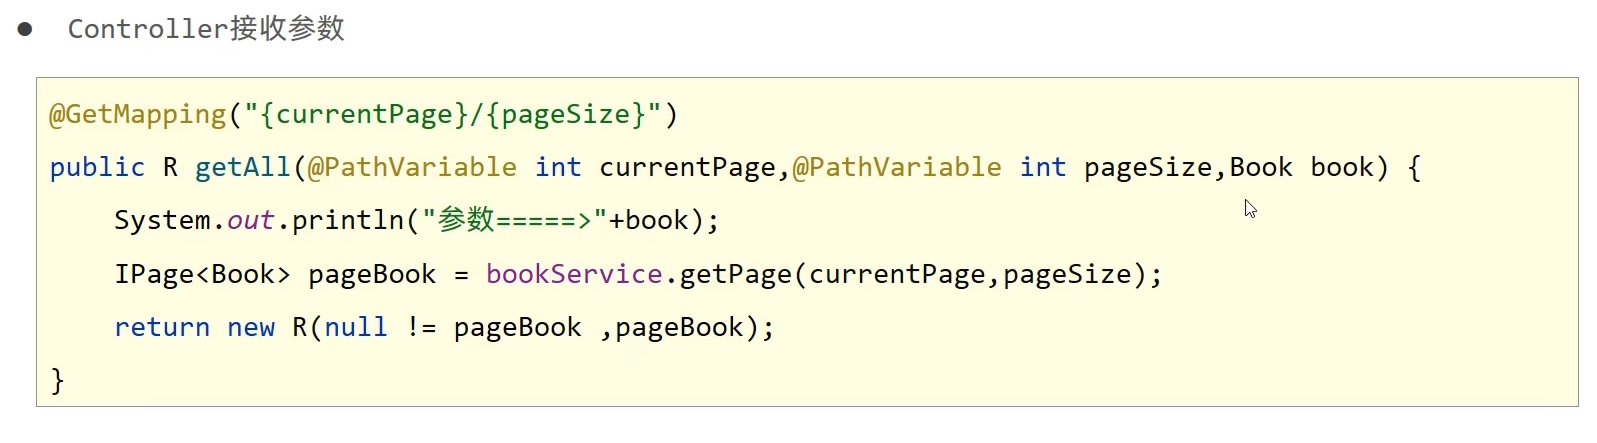 ● Controller接收参数
@GetMapping("{currentPage}/{pageSize}")
public R getAll(@PathVariable int currentPage,@PathVariable int pageSize,Book book) {
    System.out.println("参数=====>"+book);
    IPage<Book> pageBook = bookService.getPage(currentPage,pageSize);
    return new R(null != pageBook ,pageBook);
}